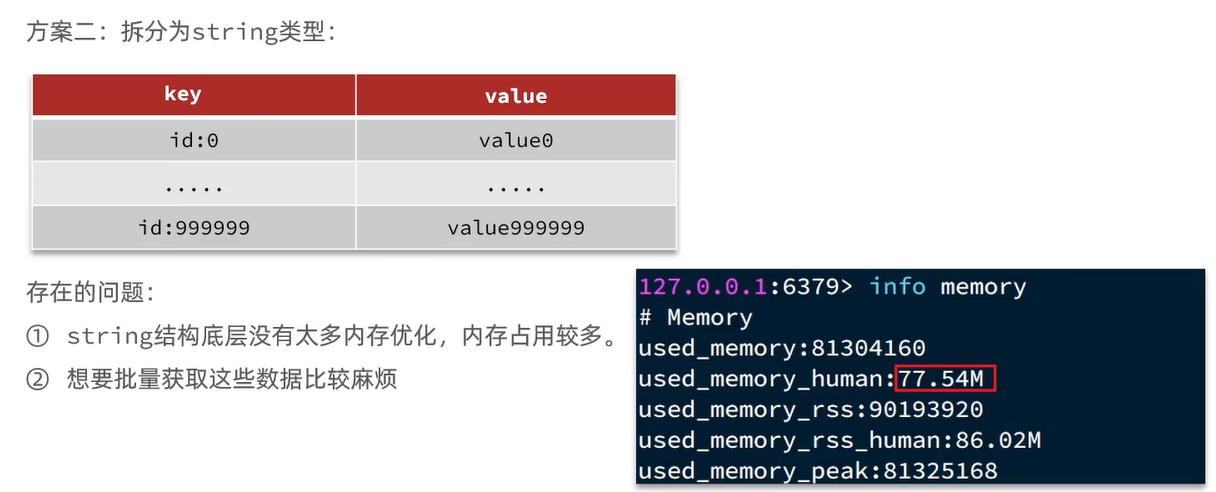 方案二：拆分为string类型：
key value
id:0 value0
..... .....
id:999999 value999999
存在的问题：
① string结构底层没有太多内存优化，内存占用较多。
② 想要批量获取这些数据比较麻烦
127.0.0.1:6379> info memory
# Memory
used_memory:81304160
used_memory_human:77.54M
used_memory_rss:90193920
used_memory_rss_human:86.02M
used_memory_peak:81325168